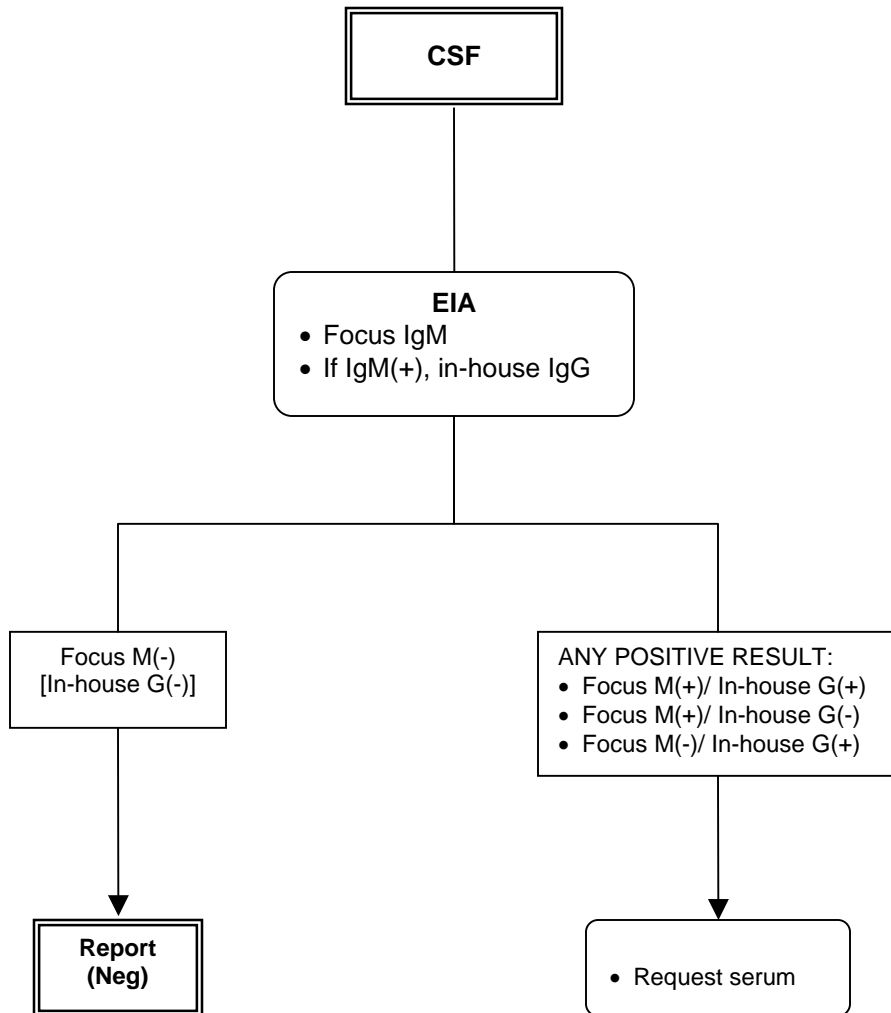 CSF
EIA
• Focus IgM
• If IgM(+), in-house IgG
Focus M(-)
[In-house G(-)]
ANY POSITIVE RESULT:
• Focus M(+)/ In-house G(+)
• Focus M(+)/ In-house G(-)
• Focus M(-)/ In-house G(+)
Report
(Neg)
• Request serum